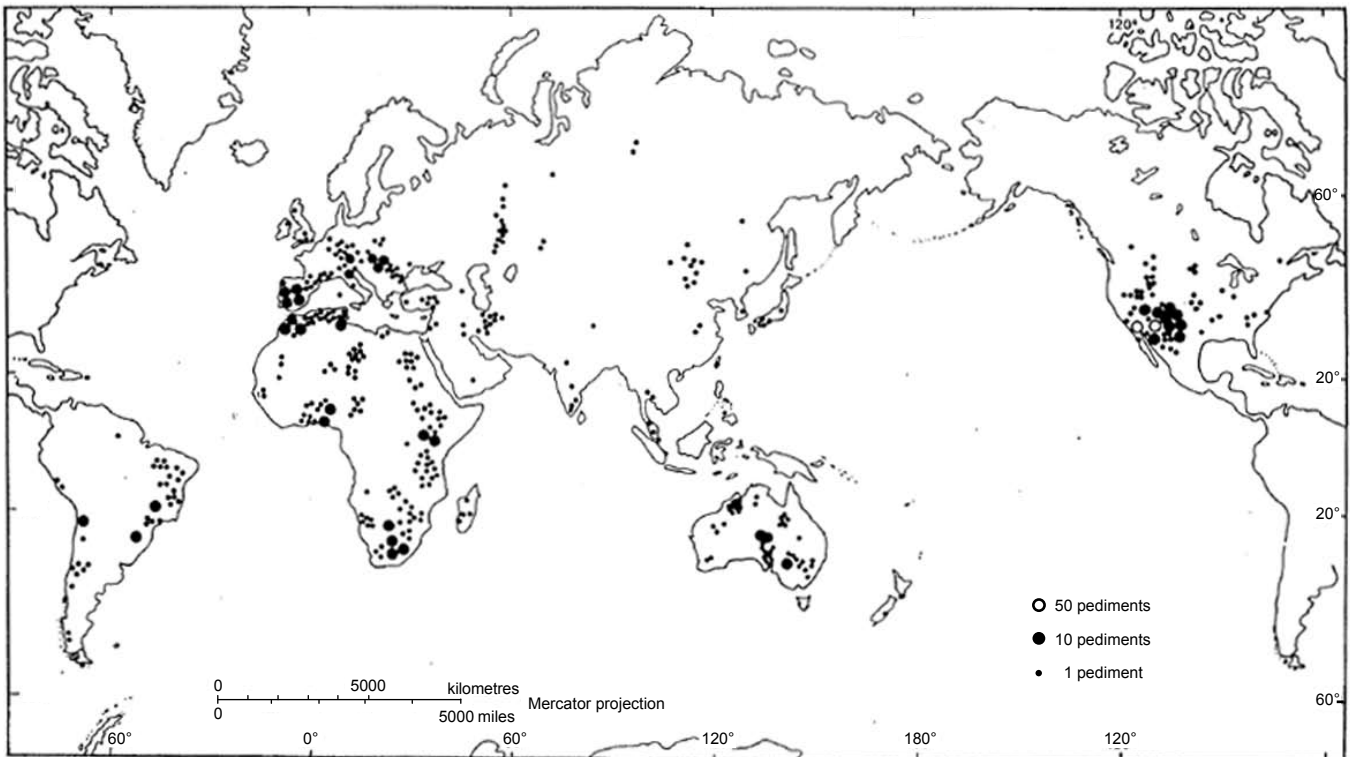 120°
60°
20°
20°
50 pediments
10 pediments
1 pediment
0 5000 kilometres
Mercator projection
0 5000 miles
60°
60° 0° 60° 120° 180° 120°